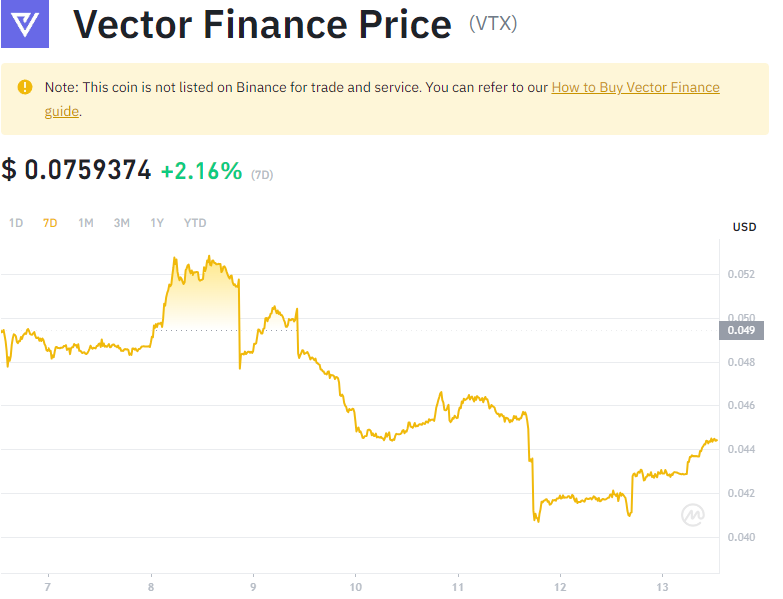 Vector Finance Price (VTX)
Note: This coin is not listed on Binance for trade and service. You can refer to our How to Buy Vector Finance
guide.
$ 0.0759374 +2.16% (7D)
1D 7D 1M 3M 1Y YTD
USD
0.052
0.050
0.049
0.048
0.046
0.044
0.042
0.040
7 8 9 10 11 12 13